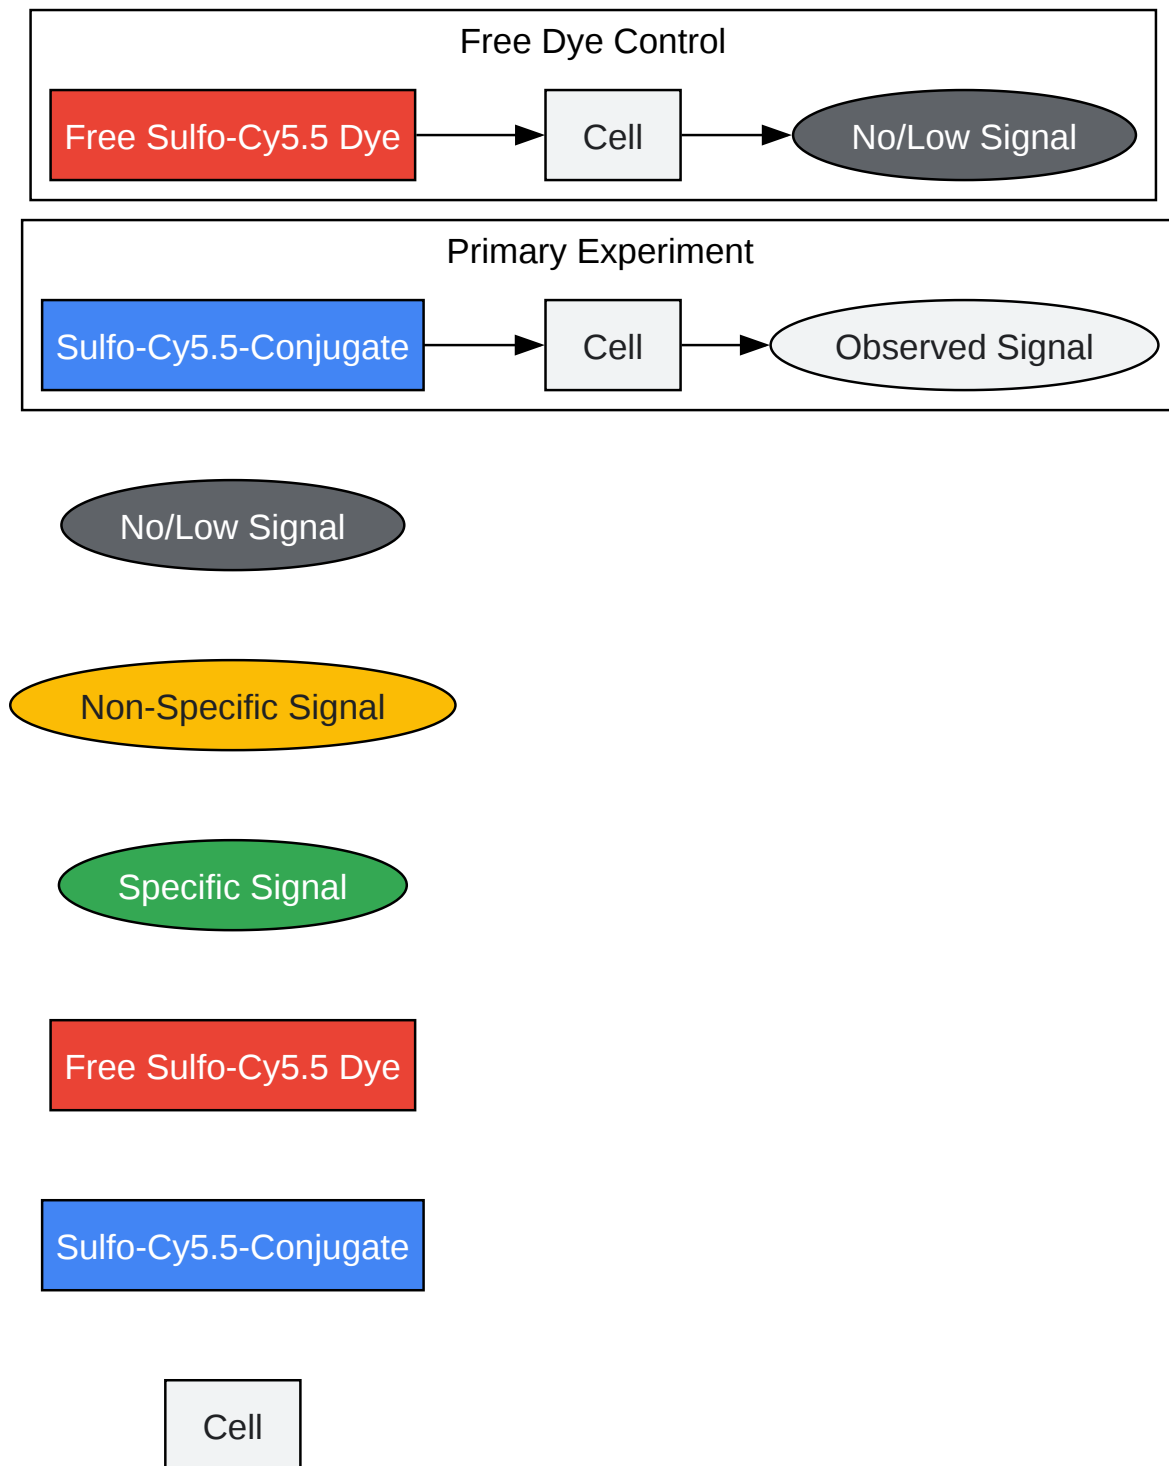 Free Dye Control
Free Sulfo-Cy5.5 Dye
Cell
No/Low Signal
Primary Experiment
Sulfo-Cy5.5-Conjugate
Cell
Observed Signal
No/Low Signal
Non-Specific Signal
Specific Signal
Free Sulfo-Cy5.5 Dye
Sulfo-Cy5.5-Conjugate
Cell